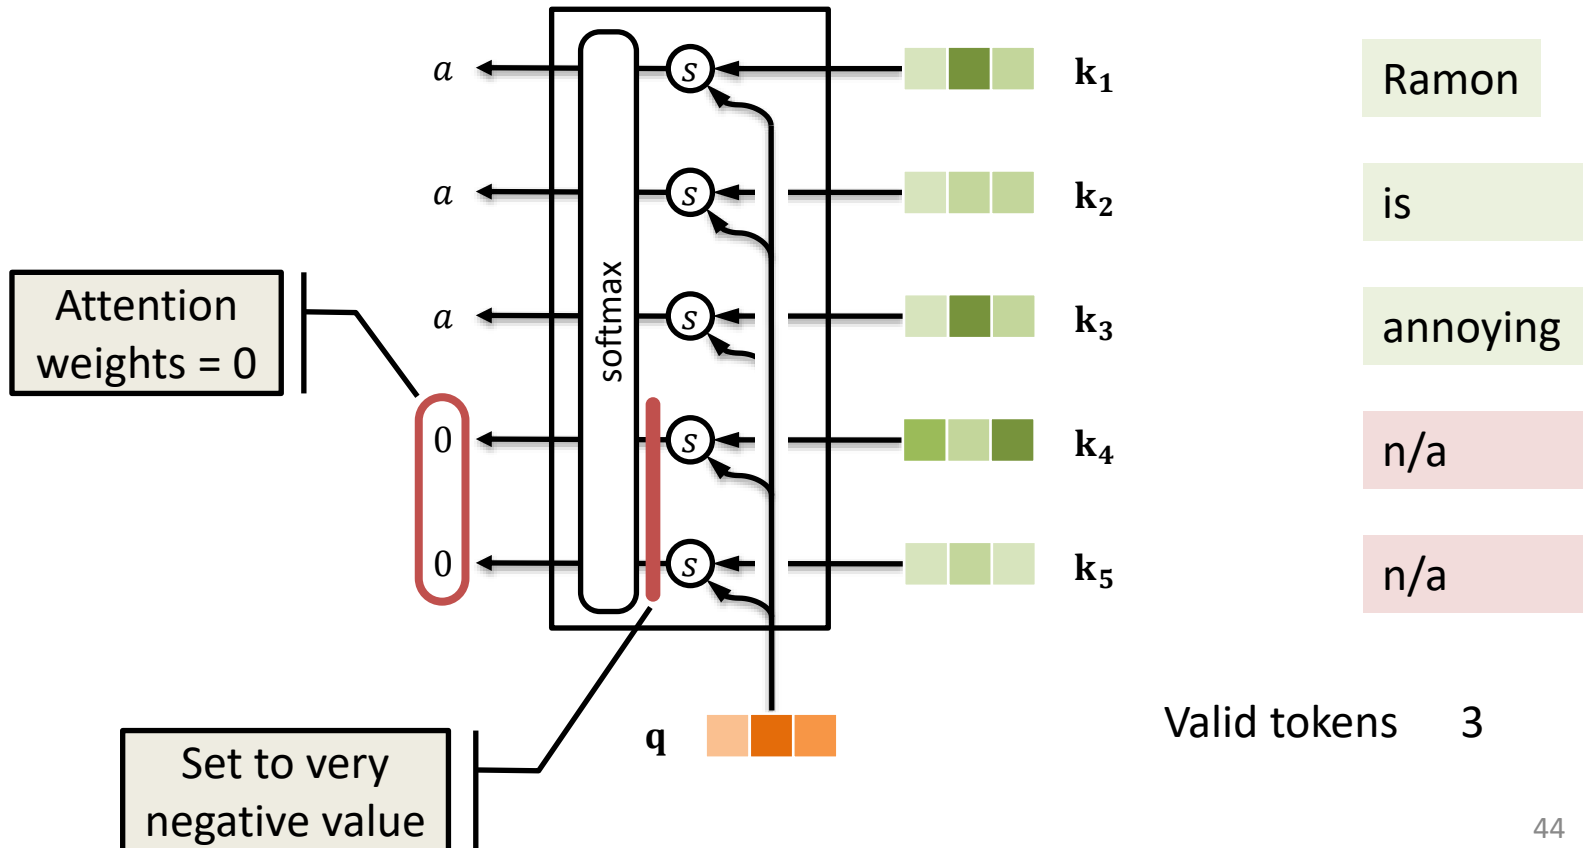 a
s
k₁
Ramon
a
s
k₂
is
Attention
weights = 0
a
softmax
s
k₃
annoying
0
s
k₄
n/a
0
s
k₅
n/a
q
Valid tokens 3
Set to very
negative value
44